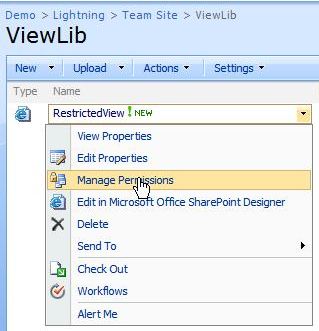 Demo > Lightning > Team Site > ViewLib
ViewLib
New Upload Actions Settings
Type Name
RestrictedView ! NEW
View Properties
Edit Properties
Manage Permissions
Edit in Microsoft Office SharePoint Designer
Delete
Send To
Check Out
Workflows
Alert Me